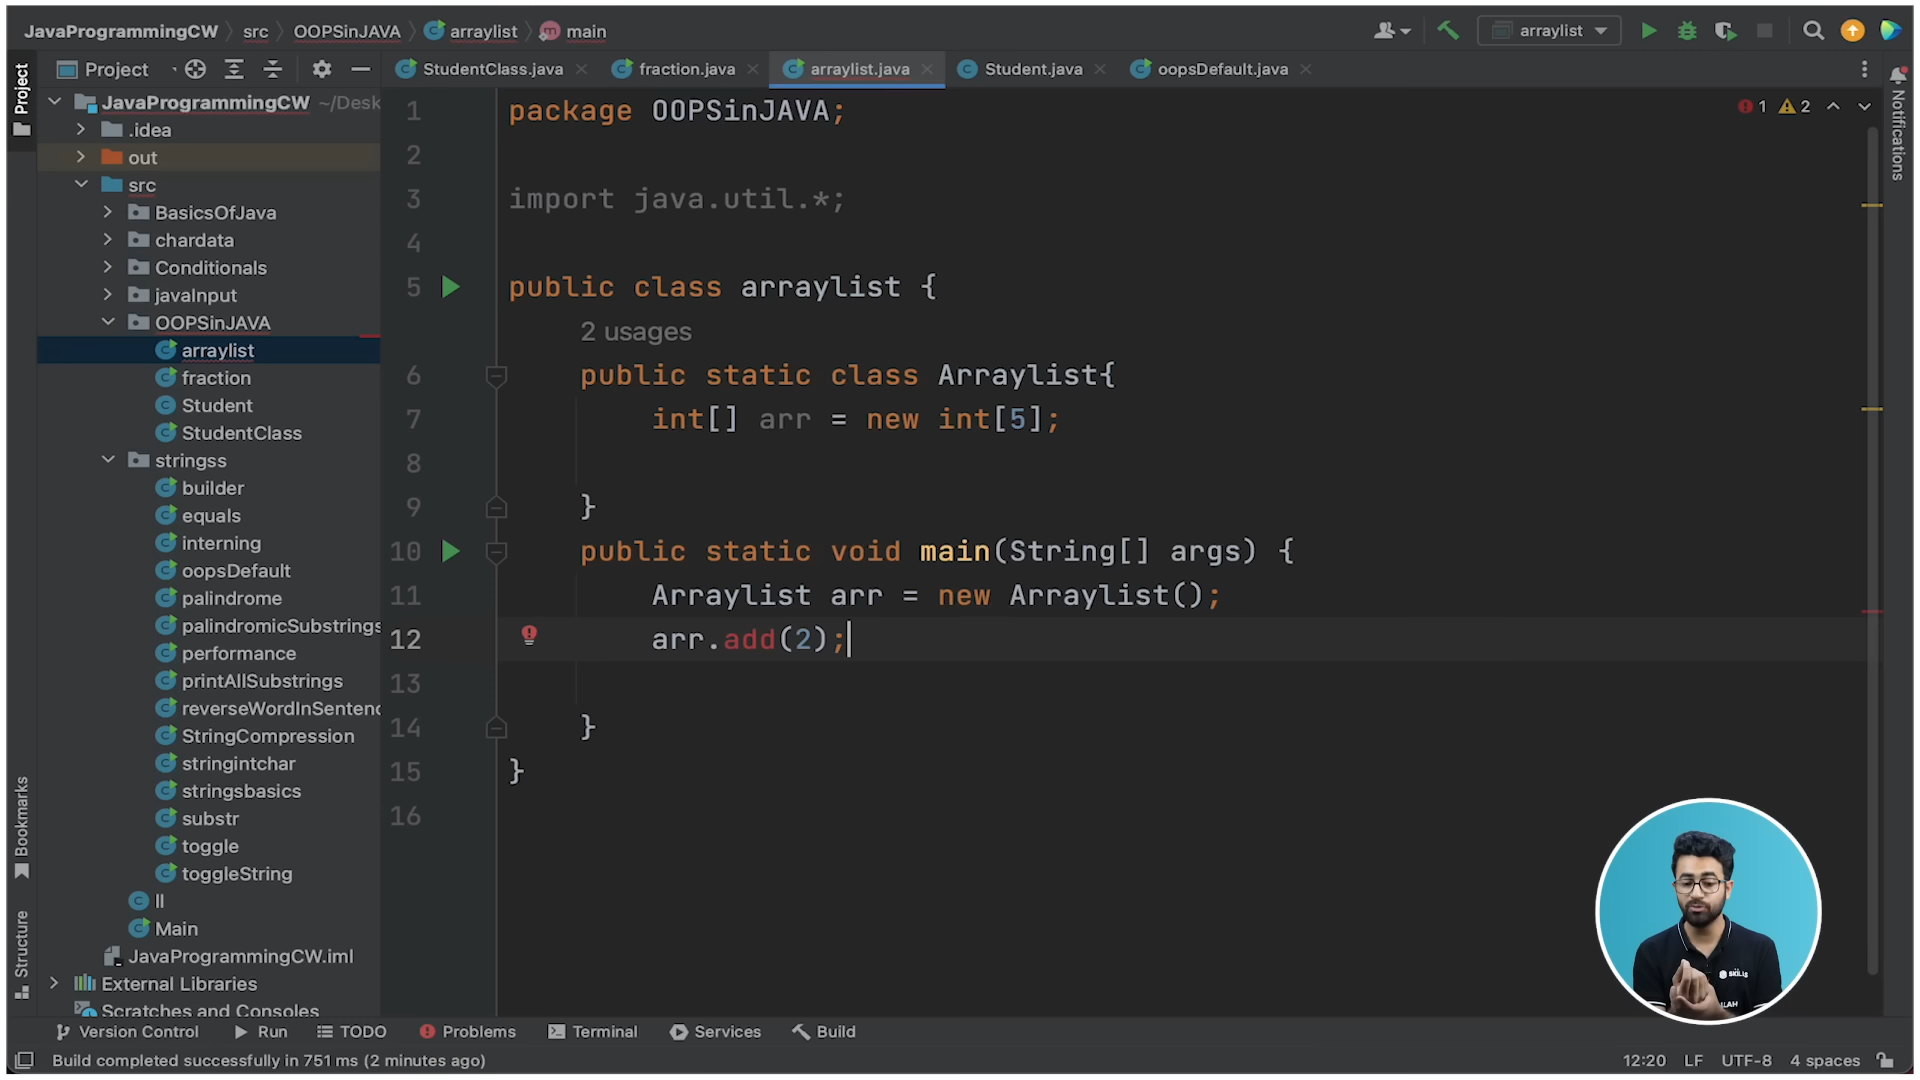 JavaProgrammingCW src OOPSinJAVA arraylist main
arraylist
Project
StudentClass.java
fraction.java
arraylist.java
Student.java
oopsDefault.java
Project
Notifications
Bookmarks
Structure
JavaProgrammingCW ~/Desk
.idea
out
src
BasicsOfJava
chardata
Conditionals
javaInput
OOPSinJAVA
arraylist
fraction
Student
StudentClass
stringss
builder
equals
interning
oopsDefault
palindrome
palindromicSubstrings
performance
printAllSubstrings
reverseWordInSentenc
StringCompression
stringintchar
stringsbasics
substr
toggle
toggleString
ll
Main
JavaProgrammingCW.iml
External Libraries
Scratches and Consoles
1 package OOPSinJAVA;
2
3 import java.util.*;
4
5 public class arraylist {
2 usages
6 public static class Arraylist{
7 int[] arr = new int[5];
8
9 }
10 public static void main(String[] args) {
11 Arraylist arr = new Arraylist();
12 arr.add(2);
13
14 }
15 }
16
1 2
SKILLS
Version Control Run TODO Problems Terminal Services Build
Build completed successfully in 751 ms (2 minutes ago)
12:20 LF UTF-8 4 spaces